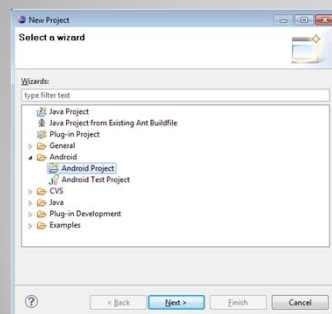 New Project
Select a wizard
Wizards:
type filter text
Java Project
Java Project from Existing Ant Buildfile
Plug-in Project
General
Android
Android Project
Android Test Project
CVS
Java
Plug-in Development
Examples
?
< Back
Next >
Finish
Cancel